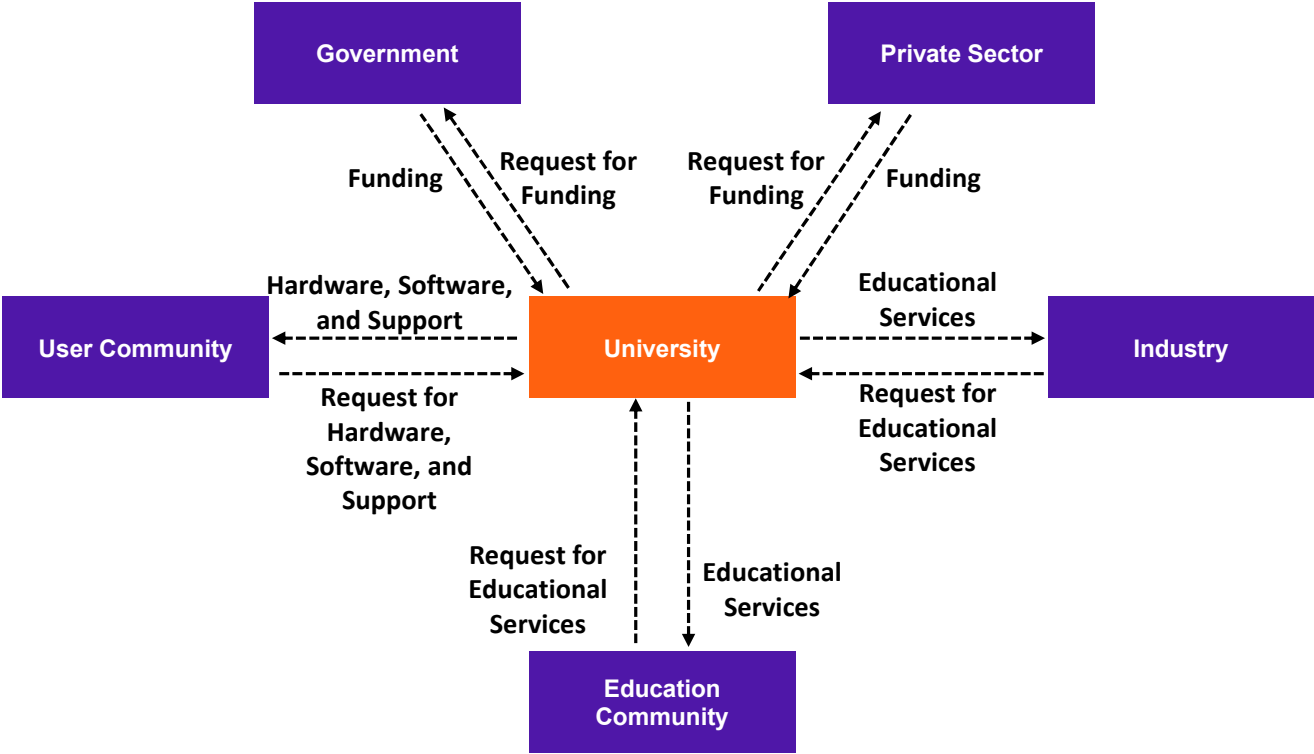 Government
Private Sector
Funding
Request for
Funding
Request for
Funding
Funding
Hardware, Software,
and Support
Educational
Services
User Community
University
Industry
Request for
Hardware,
Software, and
Support
Request for
Educational
Services
Request for
Educational
Services
Educational
Services
Education
Community